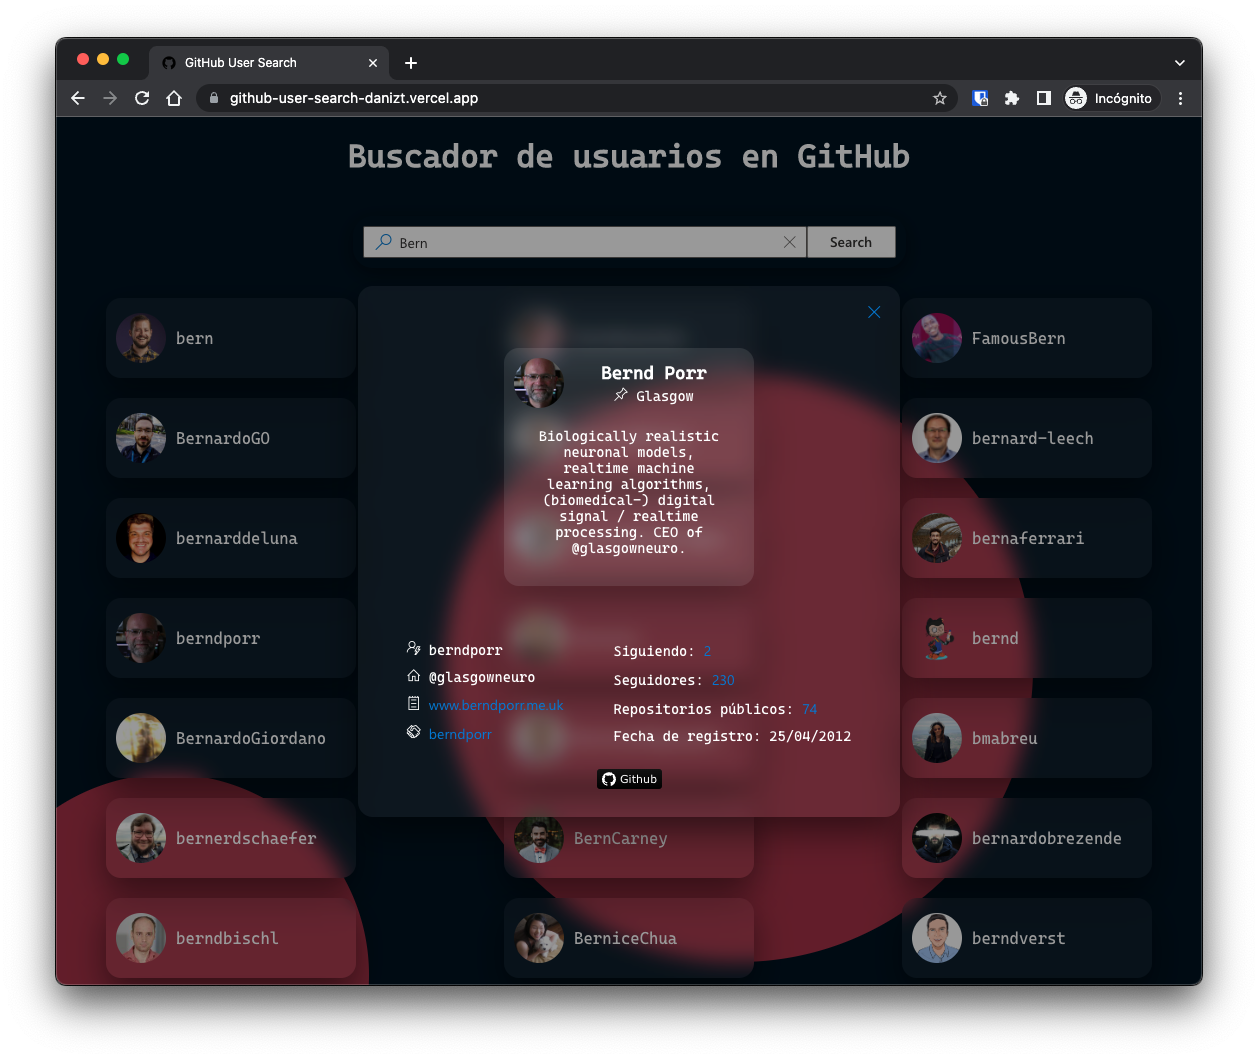 GitHub User Search
github-user-search-danizt.vercel.app
Incógnito
Buscador de usuarios en GitHub
Bern
Search
bern
FamousBern
BernardoGO
bernard-leech
bernarddeluna
bernaferrari
berndporr
bernd
BernardoGiordano
bmabreu
bernerdschaefer
BernCarney
bernardobrezende
berndbischl
BerniceChua
berndverst
Bernd Porr
Glasgow
Biologically realistic
neuronal models,
realtime machine
learning algorithms,
(biomedical-) digital
signal / realtime
processing. CEO of
@glasgowneuro.
berndporr
@glasgowneuro
www.berndporr.me.uk
berndporr
Siguiendo: 2
Seguidores: 230
Repositorios públicos: 74
Fecha de registro: 25/04/2012
Github